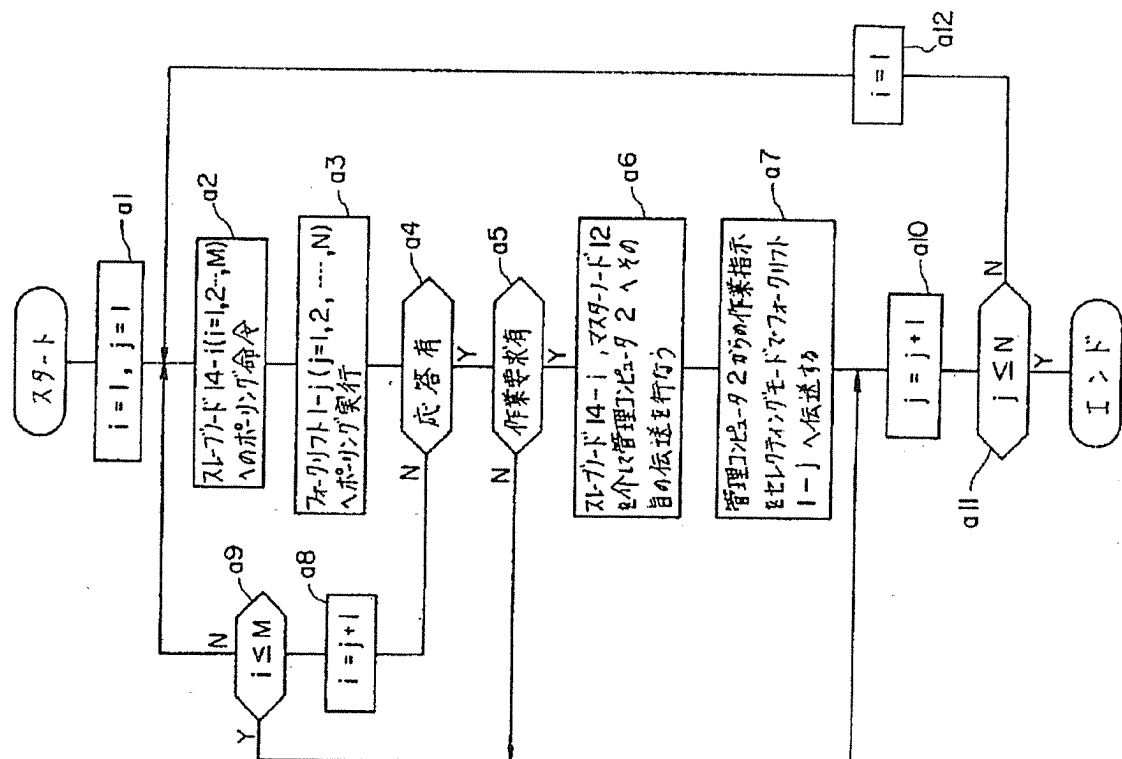 スタート
i = 1, j = 1
a1
スレーブノード14-i(i=1,2…,M)
へのポーリング命令
a2
フォークリフト1-j(j=1,2,……,N)
へポーリング実行
a3
応答有
a4
N
Y
作業要求有
a5
N
Y
スレーブノード14-i,マスターノード12
を介して管理コンピュータ2へその
旨の伝送を行なう
a6
管理コンピュータ2からの作業指示
をセレクティングモードでフォークリフト
1-jへ伝送する
a7
i = j + 1
a8
i ≤ M
a9
N
Y
j = j + 1
a10
j ≤ N
a11
N
Y
i = 1
a12
エンド